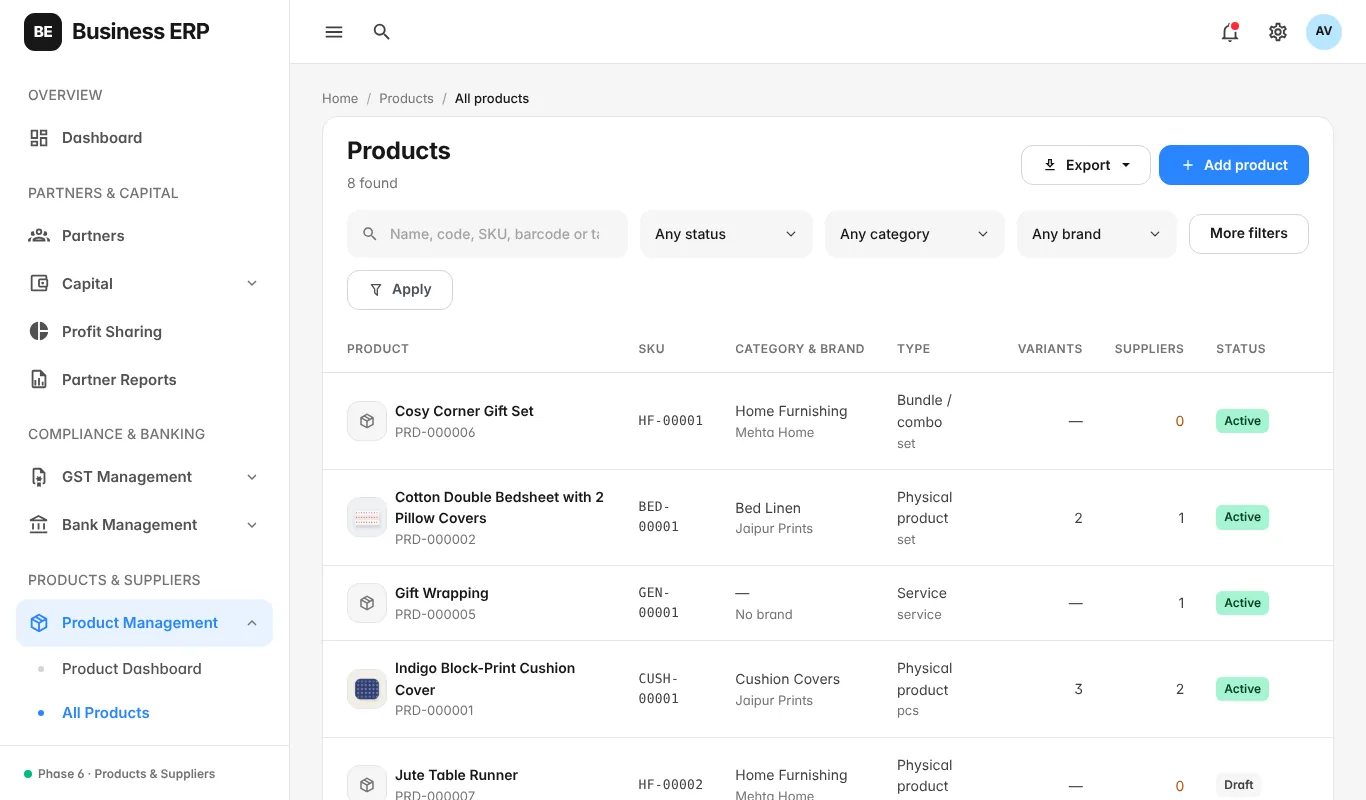 BE Business ERP
OVERVIEW
Dashboard
PARTNERS & CAPITAL
Partners
Capital
Profit Sharing
Partner Reports
COMPLIANCE & BANKING
GST Management
Bank Management
PRODUCTS & SUPPLIERS
Product Management
Product Dashboard
All Products
Phase 6 · Products & Suppliers
AV
Home / Products / All products
Products
8 found
Export
+ Add product
Name, code, SKU, barcode or ta
Any status
Any category
Any brand
More filters
Apply
PRODUCT SKU CATEGORY & BRAND TYPE VARIANTS SUPPLIERS STATUS
Cosy Corner Gift Set
PRD-000006
HF-00001
Home Furnishing
Mehta Home
Bundle /
combo
set
—
0
Active
Cotton Double Bedsheet with 2
Pillow Covers
PRD-000002
BED-
00001
Bed Linen
Jaipur Prints
Physical
product
set
2
1
Active
Gift Wrapping
PRD-000005
GEN-
00001
—
No brand
Service
service
—
1
Active
Indigo Block-Print Cushion
Cover
PRD-000001
CUSH-
00001
Cushion Covers
Jaipur Prints
Physical
product
pcs
3
2
Active
Jute Table Runner
PRD-000007
HF-00002
Home Furnishing
Mehta Home
Physical
product
—
0
Draft